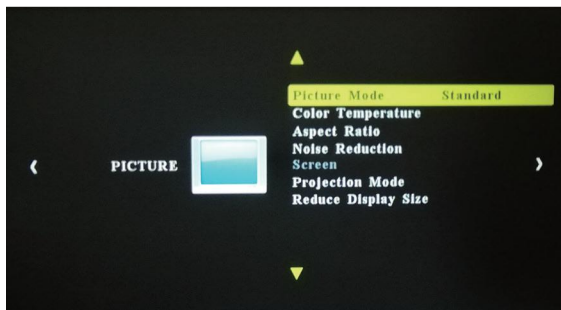 PICTURE
Picture Mode Standard
Color Temperature
Aspect Ratio
Noise Reduction
Screen
Projection Mode
Reduce Display Size